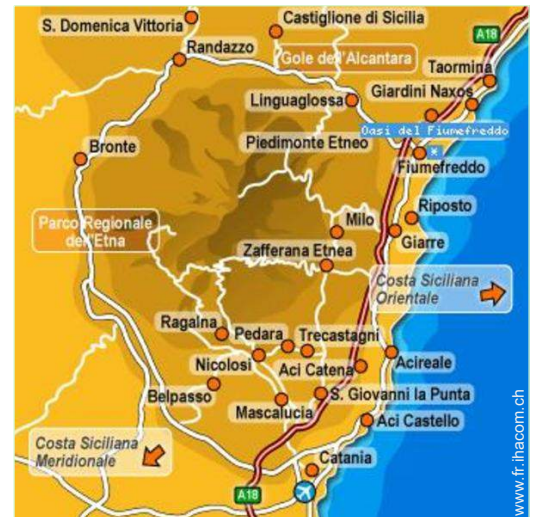 Castiglione di Sicilia
S. Domenica Vittoria
A18
Randazzo
Gole dell'Alcantara
Taormina
Giardini Naxos
Linguaglossa
Oasi del Fiumefreddo
Piedimonte Etneo
Bronte
Fiumefreddo
Riposto
Parco Regionale
dell'Etna
Milo
Giarre
Zafferana Etnea
Costa Siciliana
Orientale
Ragalna
Pedara
Trecastagni
Nicolosi
Acireale
Aci Catena
Belpasso
S. Giovanni la Punta
Mascalucia
Aci Castello
Costa Siciliana
Meridionale
Catania
A18
www.fr.ihacom.ch